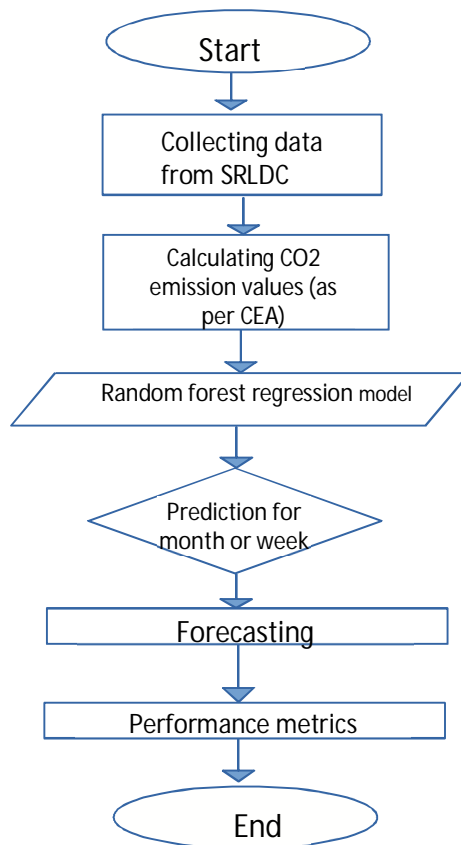 Start
Collecting data
from SRLDC
Calculating CO2
emission values (as
per CEA)
Random forest regression model
Prediction for
month or week
Forecasting
Performance metrics
End